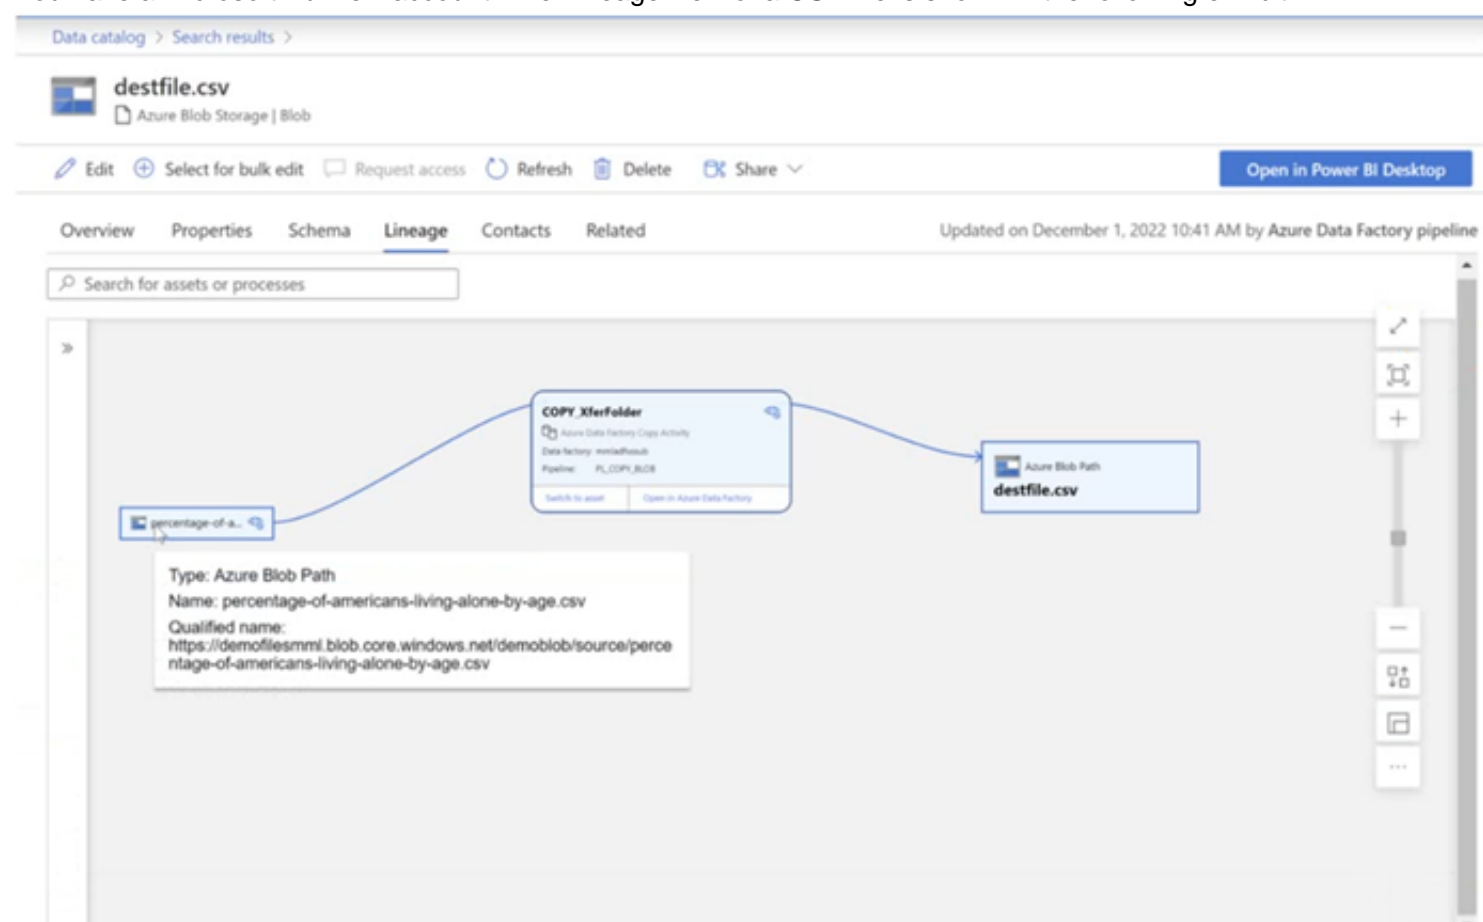 Data catalog > Search results >
destfile.csv
Azure Blob Storage | Blob
Edit Select for bulk edit Request access Refresh Delete Share Open in Power BI Desktop
Overview Properties Schema Lineage Contacts Related Updated on December 1, 2022 10:41 AM by Azure Data Factory pipeline
Search for assets or processes
COPY_XferFolder
Azure Data Factory Copy Activity
Data factory:
Pipeline: PL_COPY_BLOB
Switch to asset Open in Azure Data Factory
Azure Blob Path
destfile.csv
percentage-of-a...
Type: Azure Blob Path
Name: percentage-of-americans-living-alone-by-age.csv
Qualified name:
https://demofilesmml.blob.core.windows.net/demoblob/source/perce
ntage-of-americans-living-alone-by-age.csv